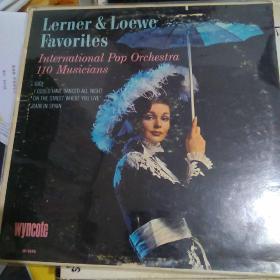 Lerner & Loewe
Favorites
International Pop Orchestra
110 Musicians
GIGI
I COULD HAVE DANCED ALL NIGHT
ON THE STREET WHERE YOU LIVE
RAIN IN SPAIN
wyncote